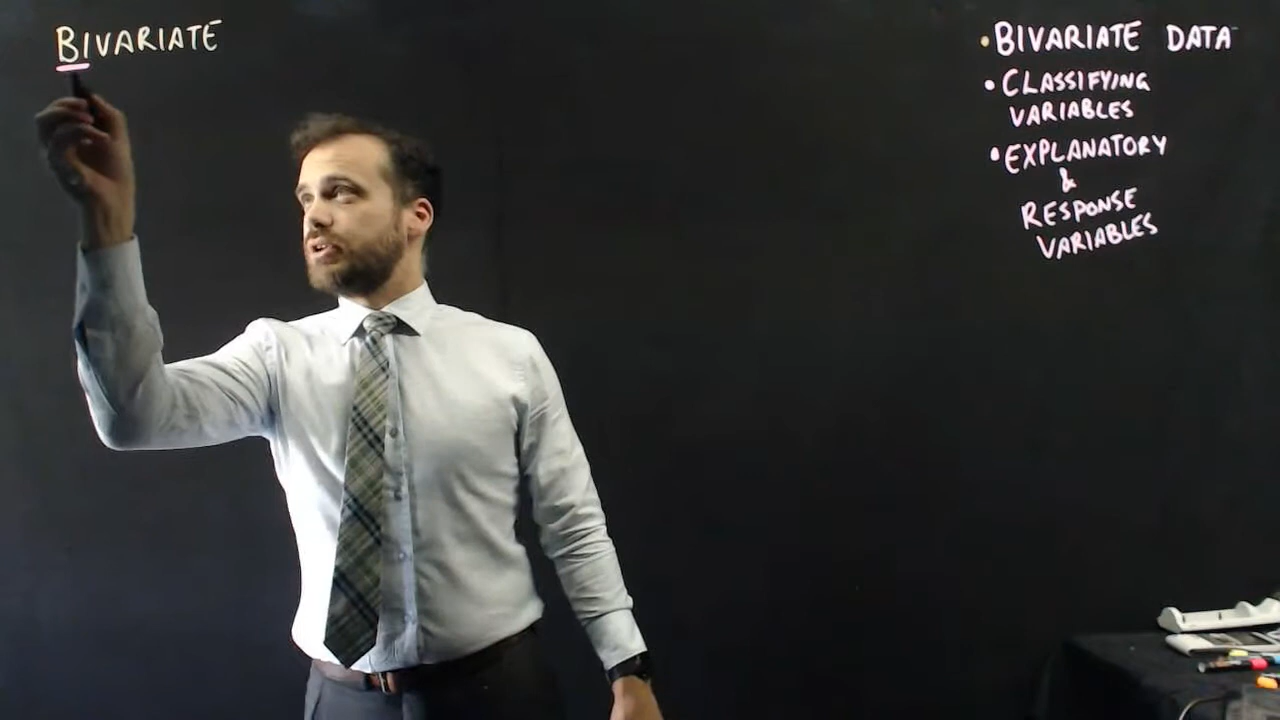 BIVARIATE
• BIVARIATE DATA
• CLASSIFYING
VARIABLES
• EXPLANATORY
&
RESPONSE
VARIABLES